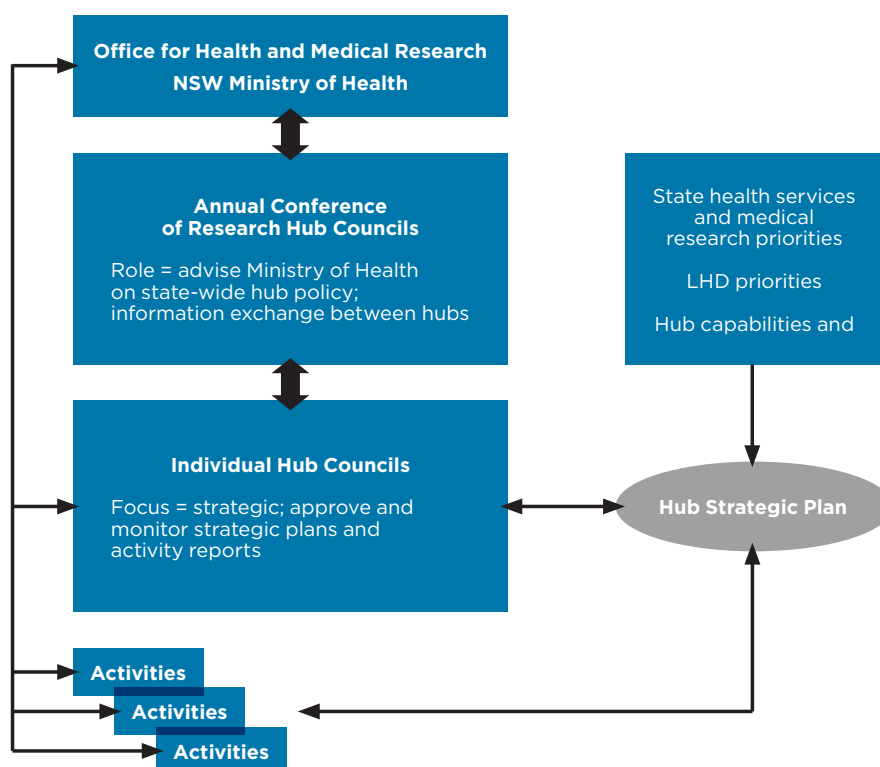 Office for Health and Medical Research
NSW Ministry of Health
Annual Conference
of Research Hub Councils
Role = advise Ministry of Health
on state-wide hub policy;
information exchange between hubs
State health services
and medical
research priorities
LHD priorities
Hub capabilities and
Individual Hub Councils
Focus = strategic; approve and
monitor strategic plans and
activity reports
Hub Strategic Plan
Activities
Activities
Activities